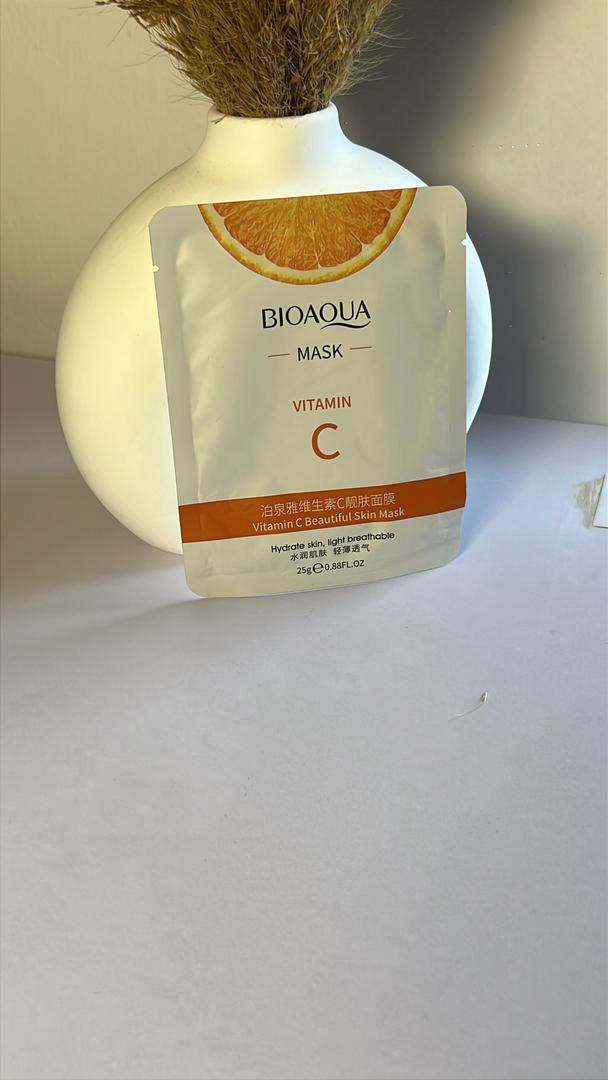 BIOAQUA
MASK
VITAMIN
C
泊泉雅维生素C靓肤面膜
Vitamin C Beautiful Skin Mask
Hydrate skin, light breathable
水润肌肤 轻薄透气
25g℮0.88FL.OZ